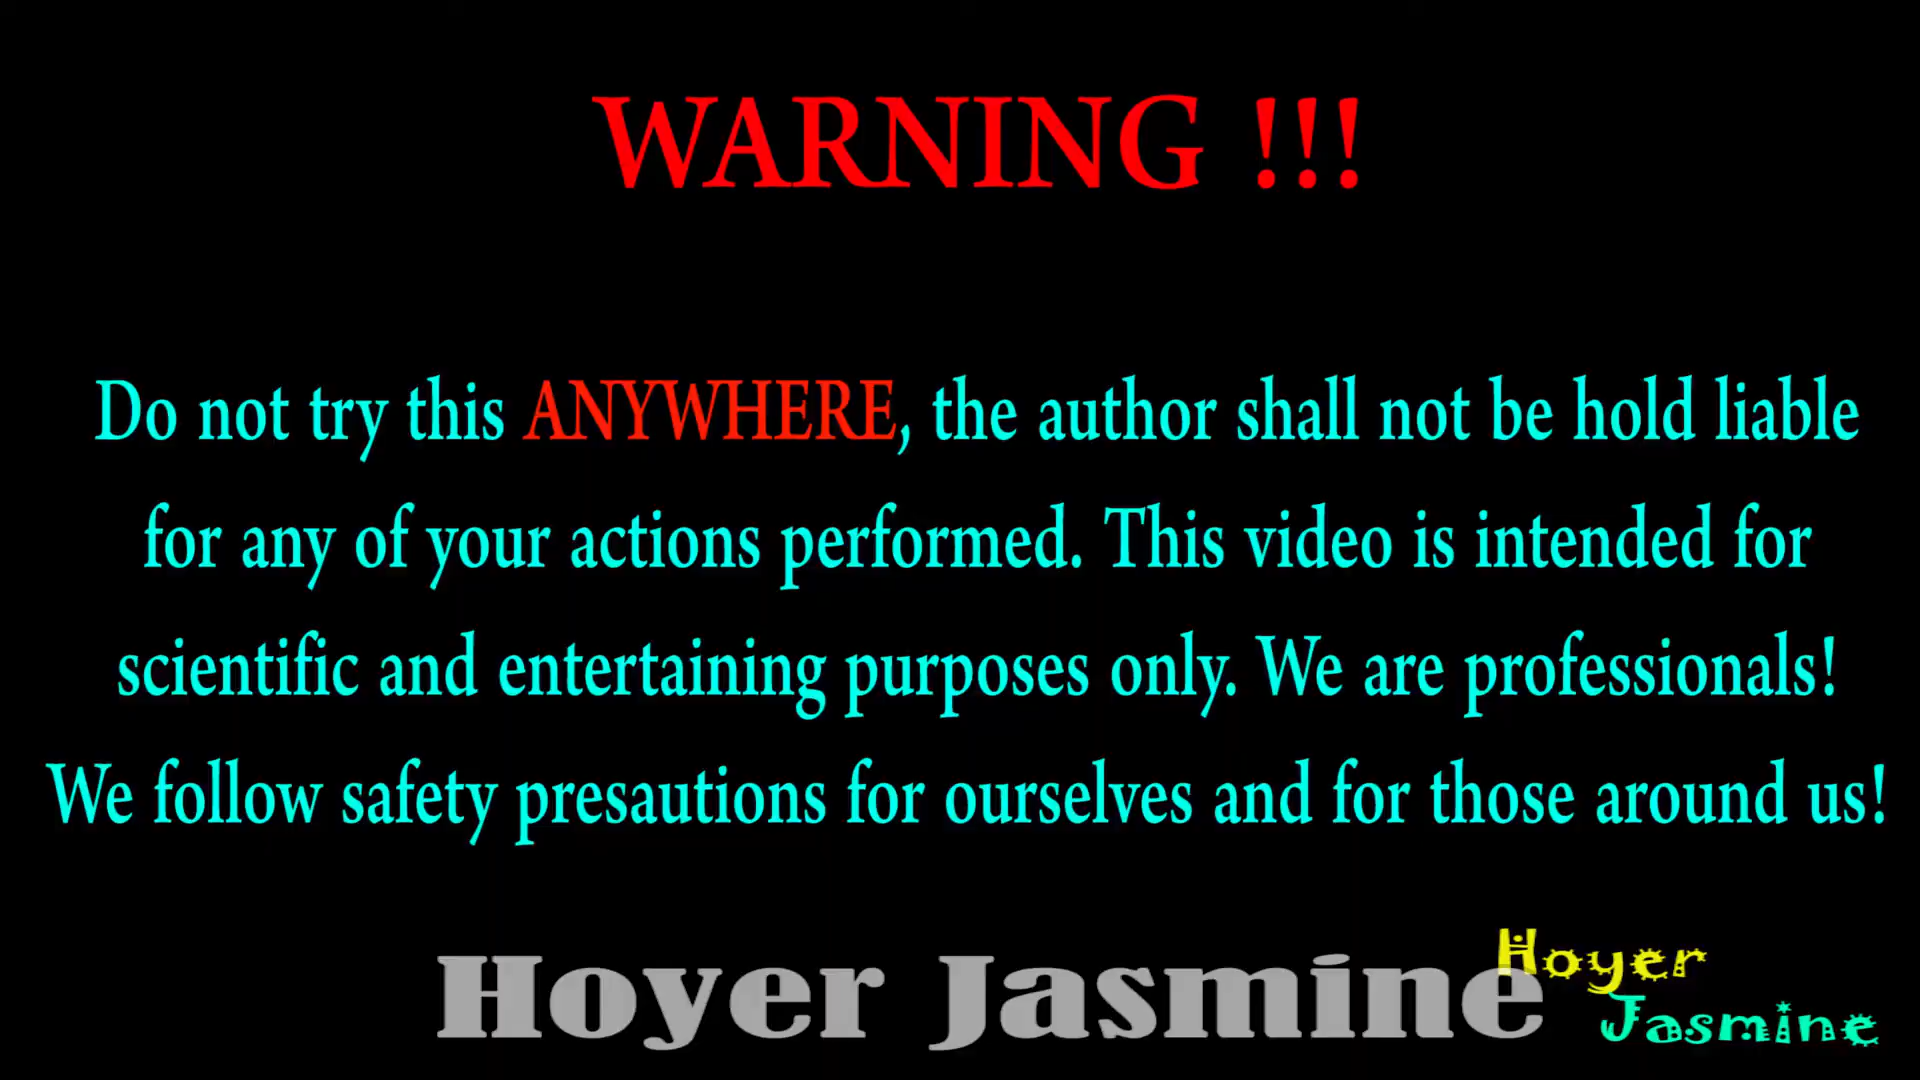 WARNING !!!
Do not try this ANYWHERE, the author shall not be hold liable
for any of your actions performed. This video is intended for
scientific and entertaining purposes only. We are professionals!
We follow safety presautions for ourselves and for those around us!
Hoyer Jasmine
Hoyer
Jasmine